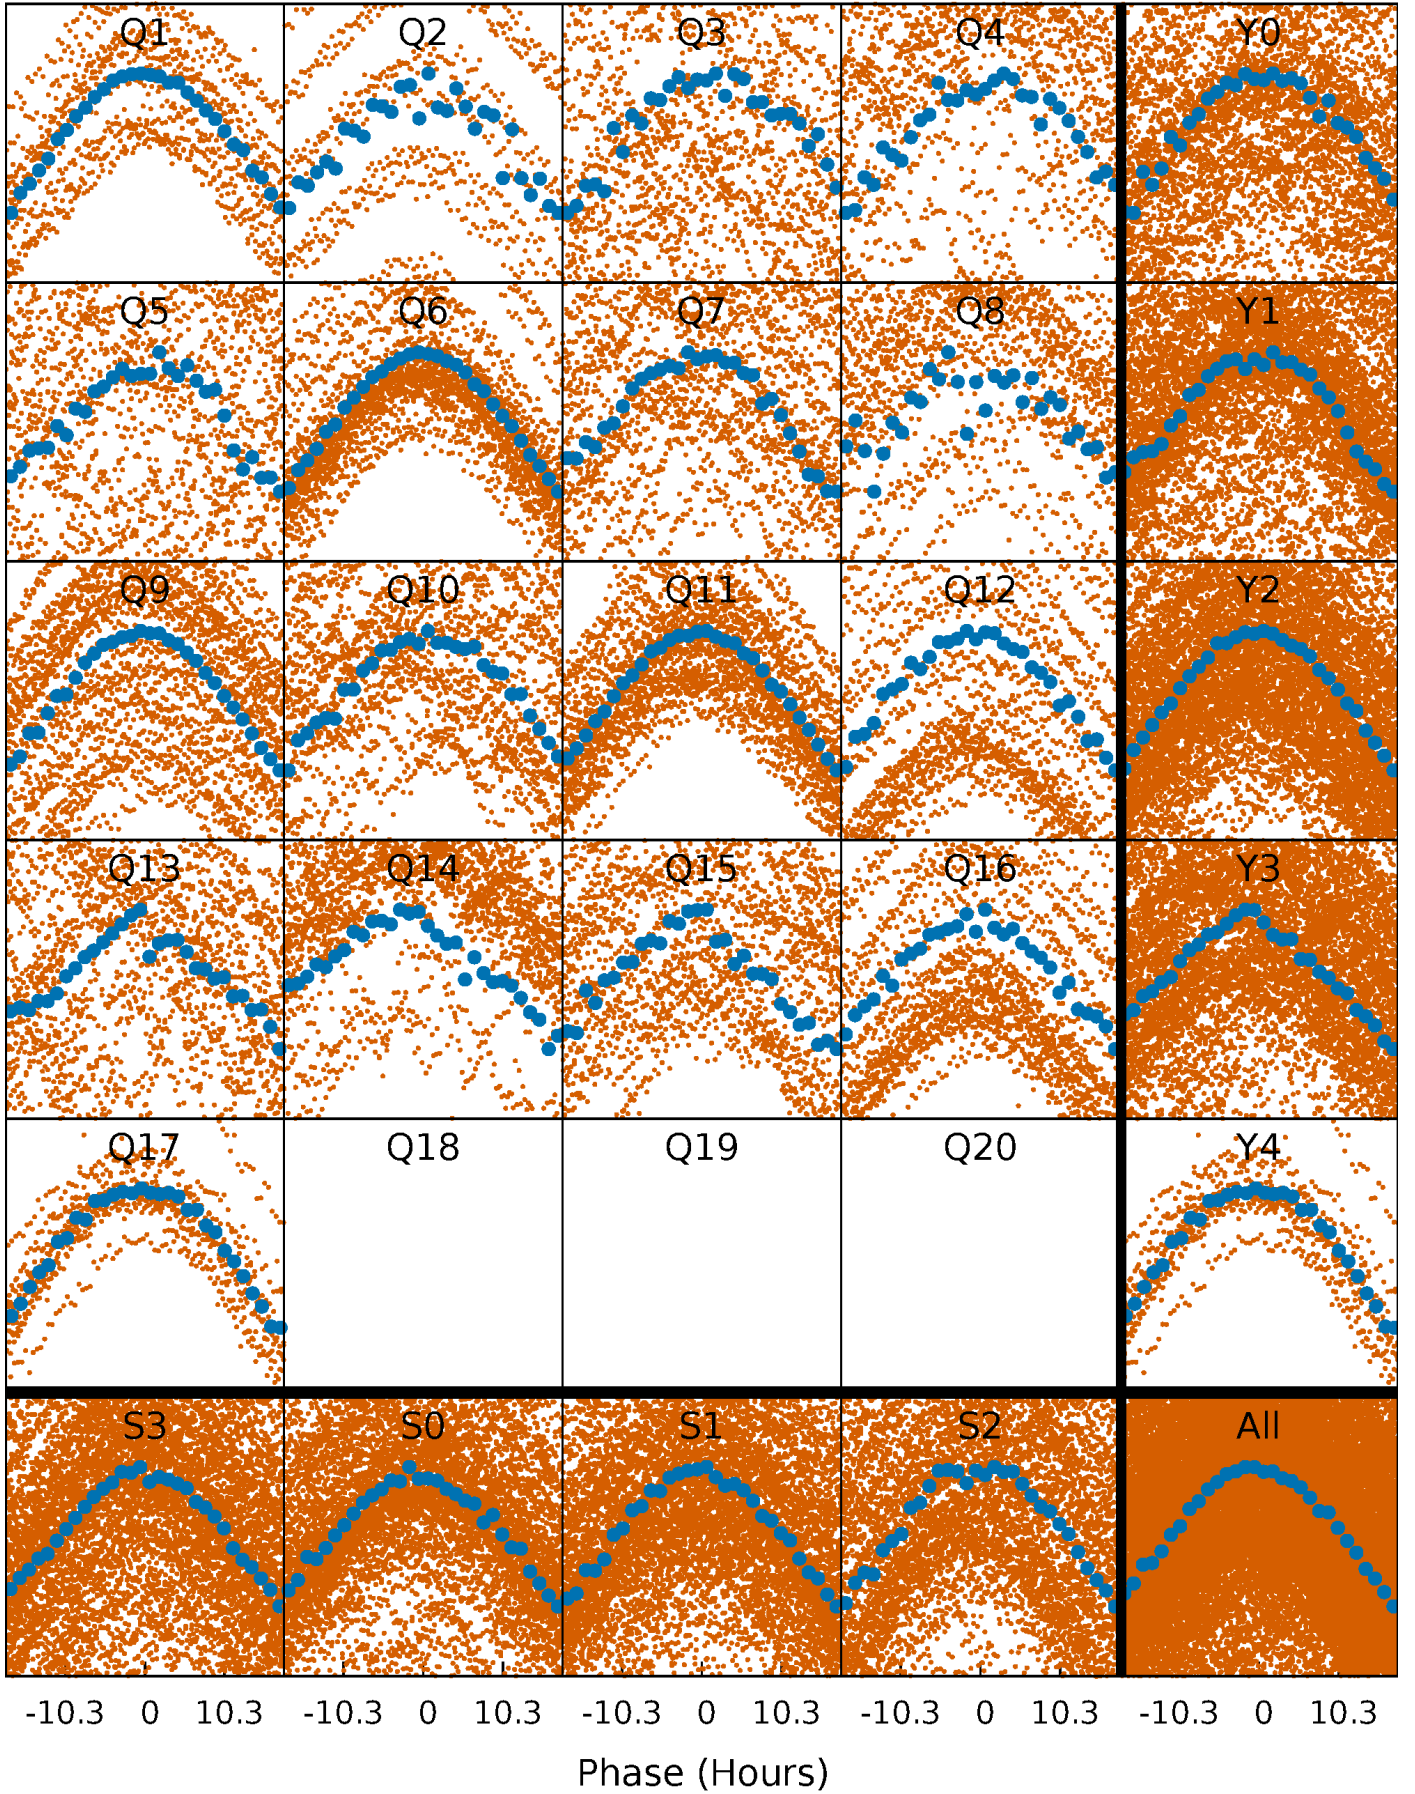 Q1 Q2 Q3 Q4 Y0
Q5 Q6 Q7 Q8 Y1
Q9 Q10 Q11 Q12 Y2
Q13 Q14 Q15 Q16 Y3
Q17 Q18 Q19 Q20 Y4
S3 S0 S1 S2 All
-10.3 0 10.3 -10.3 0 10.3 -10.3 0 10.3 -10.3 0 10.3 -10.3 0 10.3
Phase (Hours)